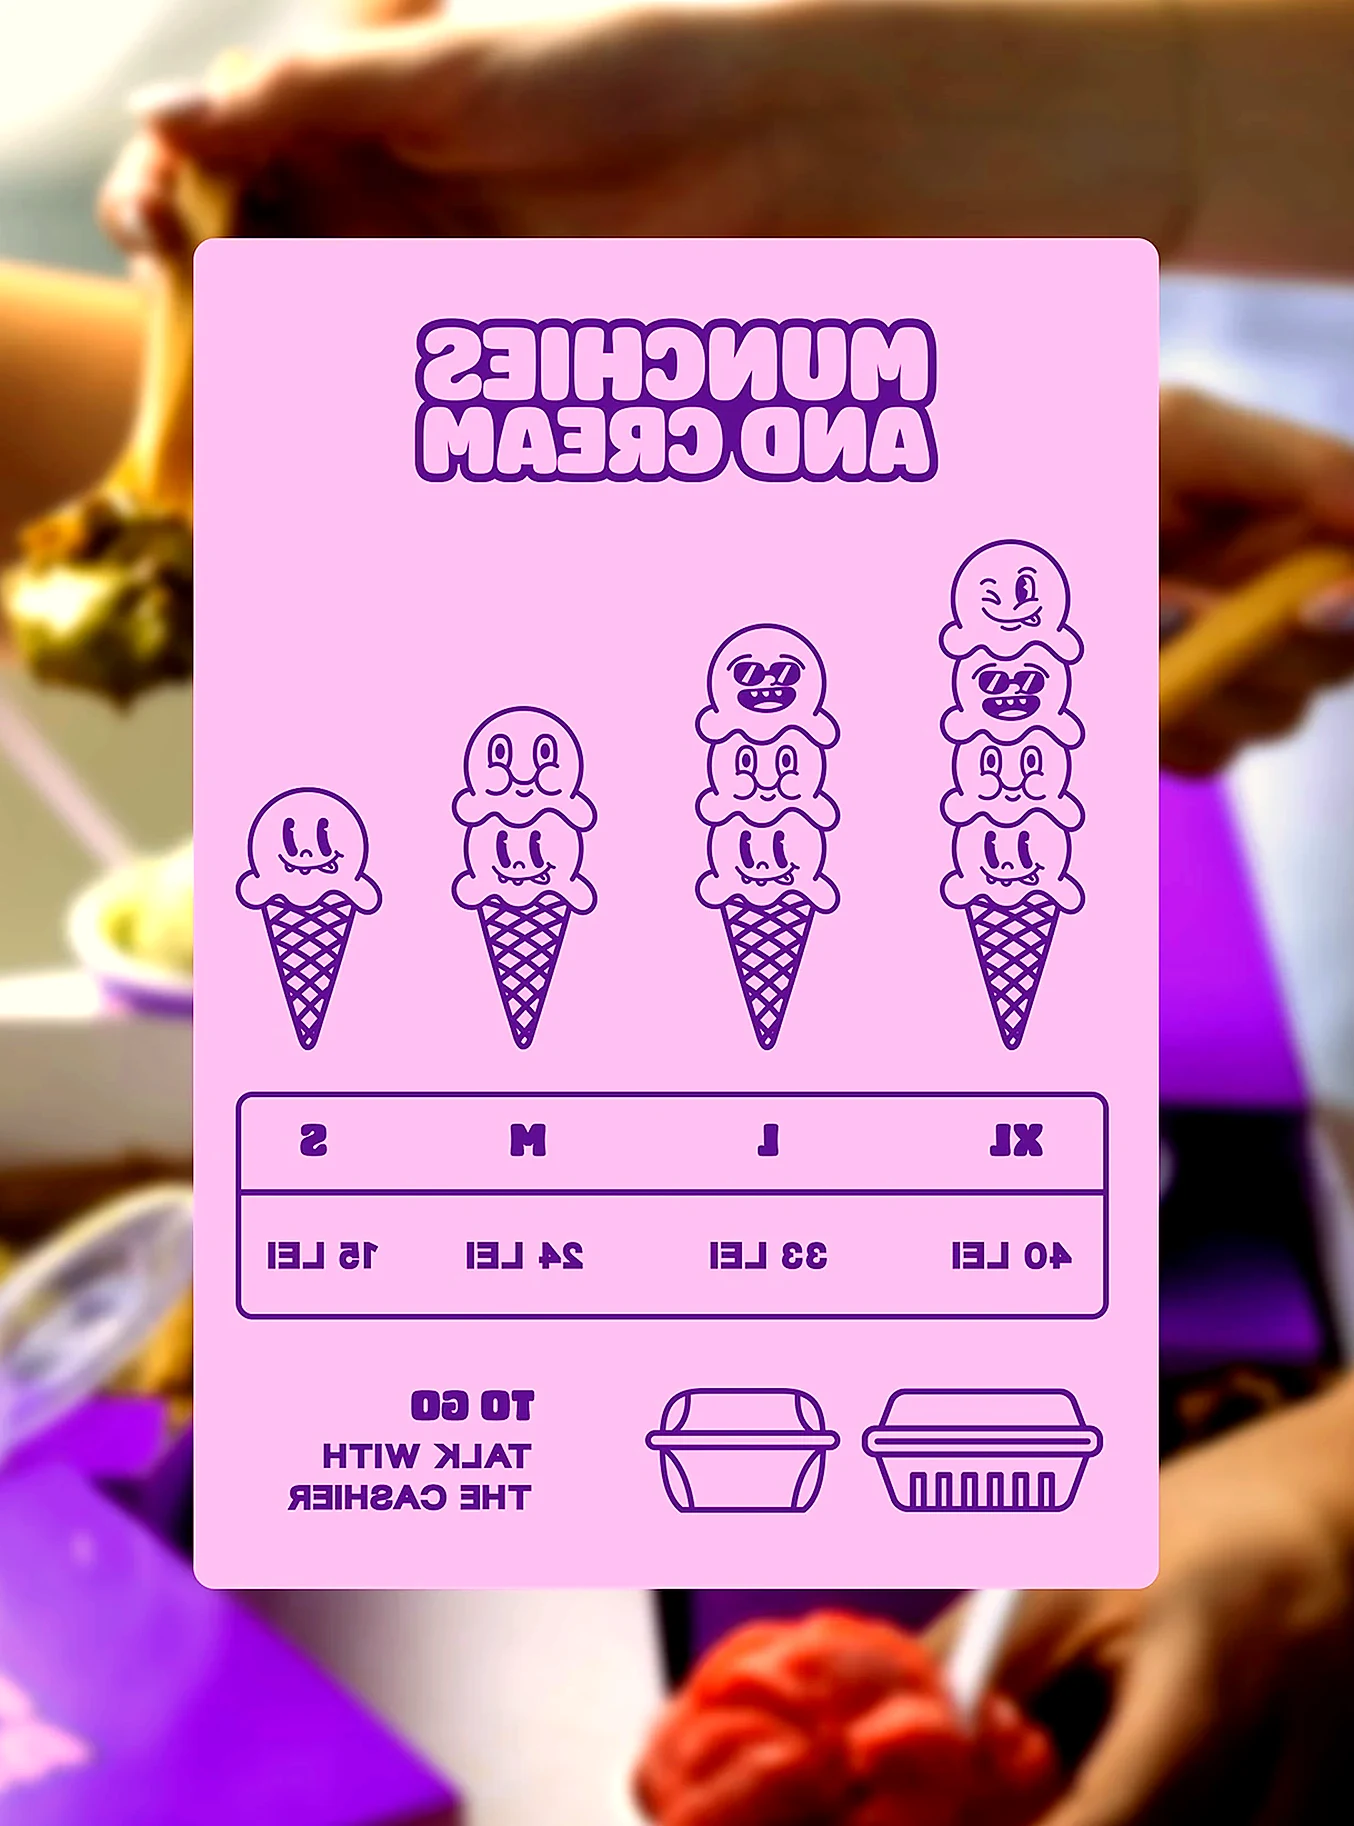 MUNCHIES
AND CREAM
XL L M S
40 LEI 33 LEI 24 LEI 15 LEI
TO GO
TALK WITH
THE CASHIER